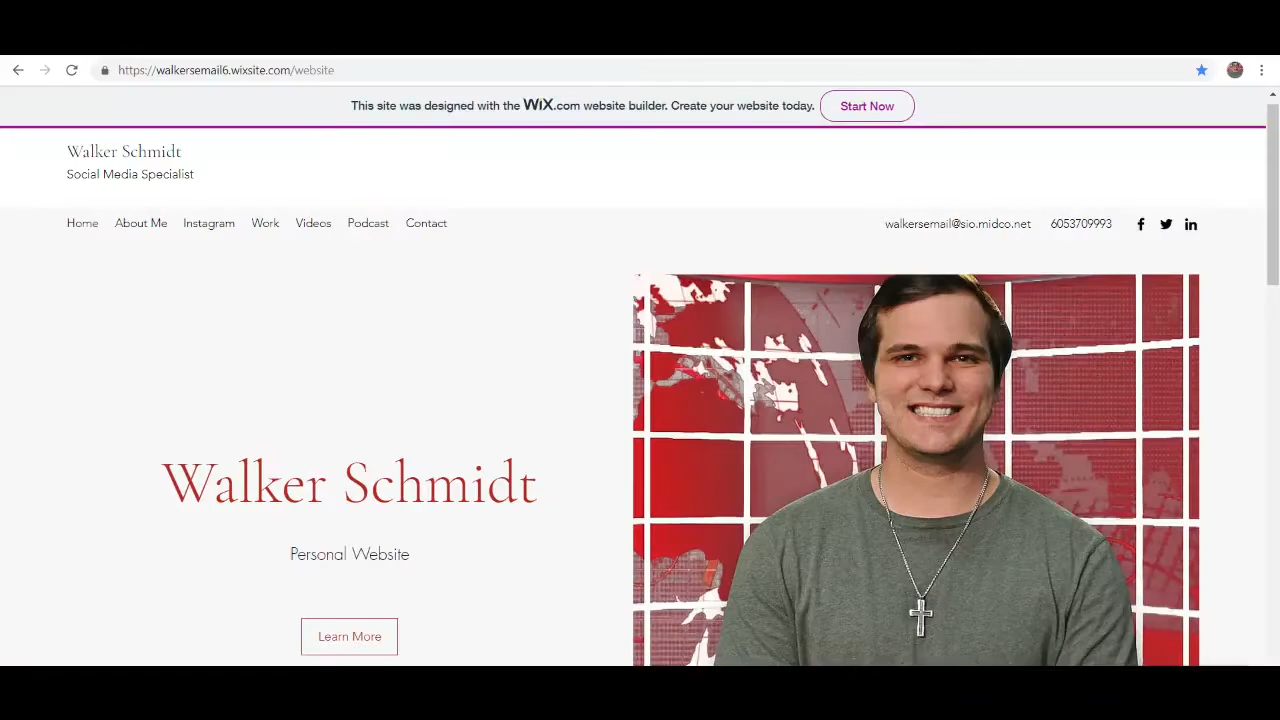 https://walkersemail6.wixsite.com/website
This site was designed with the WiX.com website builder. Create your website today. Start Now
Walker Schmidt
Social Media Specialist
Home About Me Instagram Work Videos Podcast Contact walkersemail@sio.midco.net 6053709993
Walker Schmidt
Personal Website
Learn More